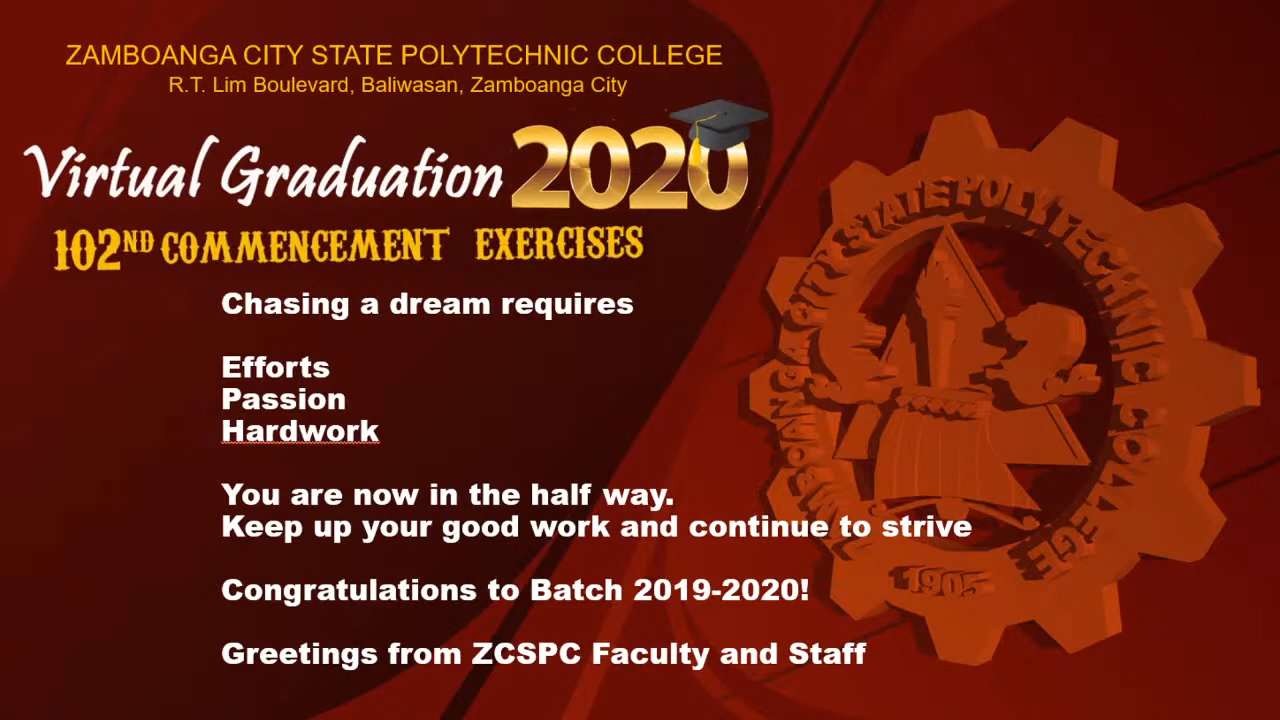 ZAMBOANGA CITY STATE POLYTECHNIC COLLEGE
R.T. Lim Boulevard, Baliwasan, Zamboanga City
Virtual Graduation 2020
102ND COMMENCEMENT EXERCISES
Chasing a dream requires
Efforts
Passion
Hardwork
You are now in the half way.
Keep up your good work and continue to strive
Congratulations to Batch 2019-2020!
Greetings from ZCSPC Faculty and Staff
ZAMBOANGA CITY STATE POLYTECHNIC COLLEGE
1905